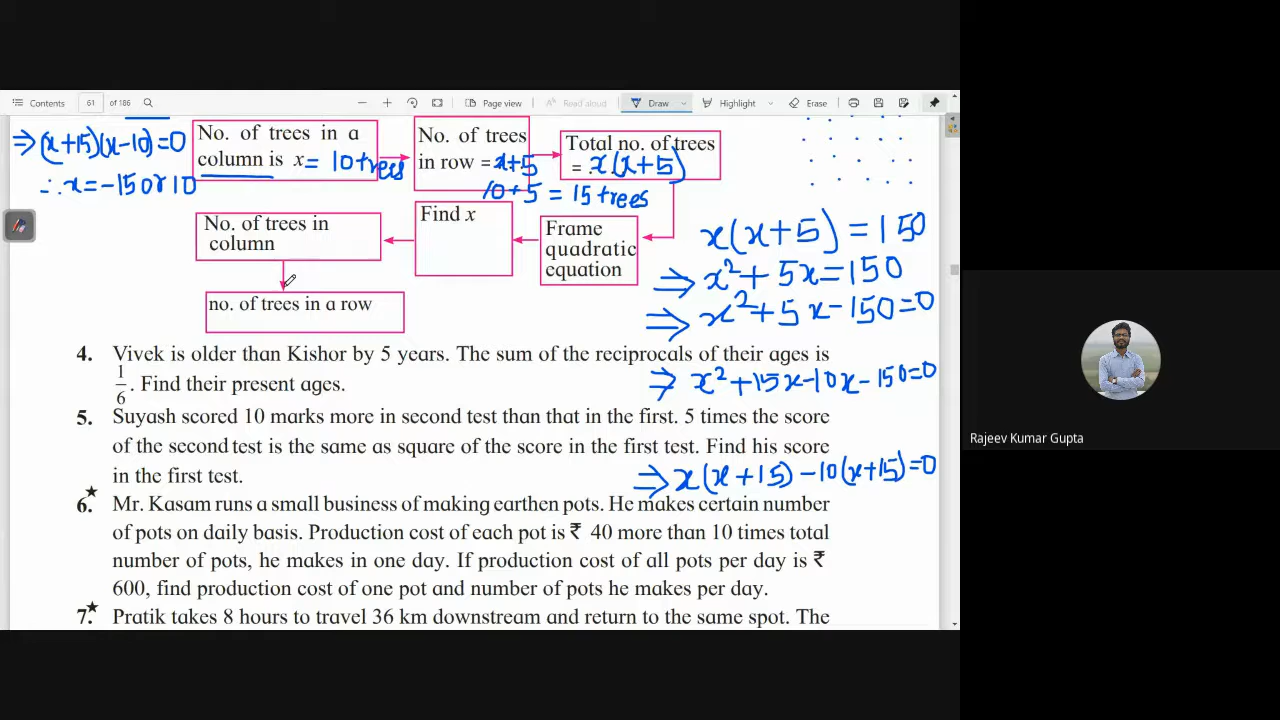 Contents 61 of 186 Page view Read aloud Draw Highlight Erase
⇒(x+15)(x-10)=0
∴x=-15 or 10
No. of trees in a
column is x = 10 trees
No. of trees
in row = x+5
10+5 = 15 trees
Total no. of trees
= x(x+5)
No. of trees in
column
Find x
Frame
quadratic
equation
no. of trees in a row
x(x+5)=150
⇒ x²+5x=150
⇒ x²+5x-150=0
⇒ x²+15x-10x-150=0
⇒ x(x+15)-10(x+15)=0
4. Vivek is older than Kishor by 5 years. The sum of the reciprocals of their ages is
1/6. Find their present ages.
5. Suyash scored 10 marks more in second test than that in the first. 5 times the score
of the second test is the same as square of the score in the first test. Find his score
in the first test.
6.★ Mr. Kasam runs a small business of making earthen pots. He makes certain number
of pots on daily basis. Production cost of each pot is ₹ 40 more than 10 times total
number of pots, he makes in one day. If production cost of all pots per day is ₹
600, find production cost of one pot and number of pots he makes per day.
7.★ Pratik takes 8 hours to travel 36 km downstream and return to the same spot. The
Rajeev Kumar Gupta